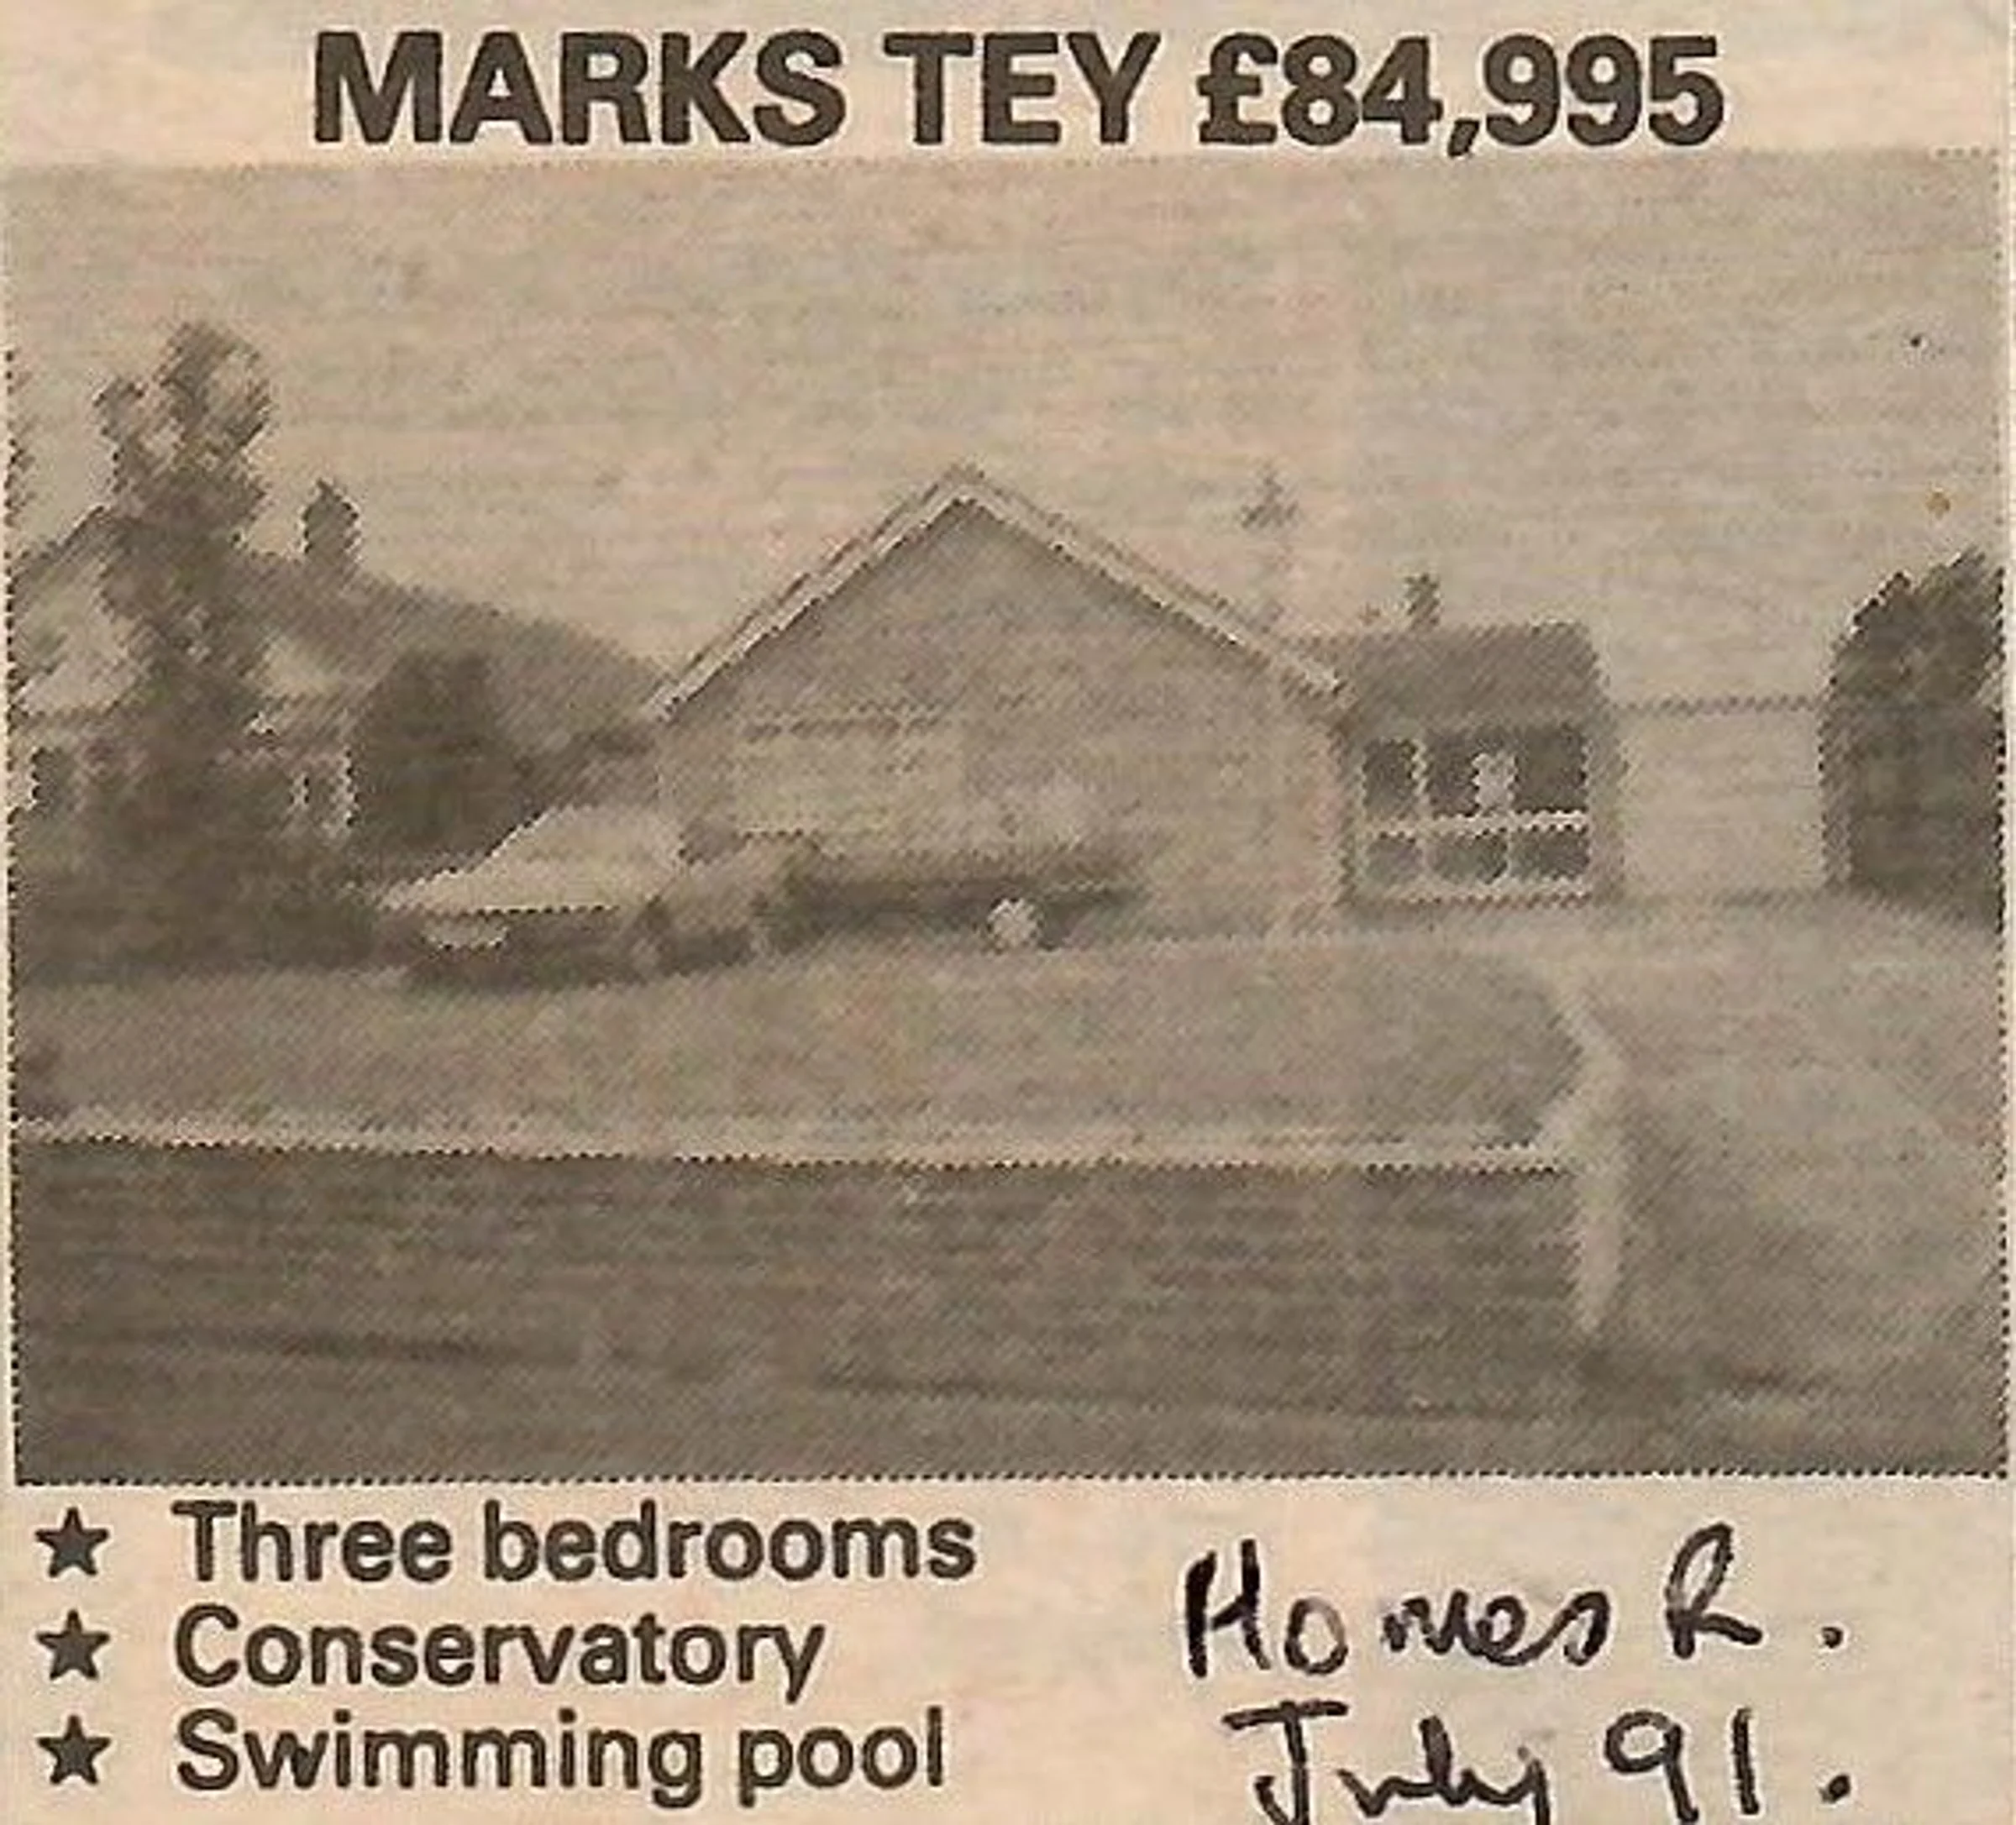 MARKS TEY £84,995
★ Three bedrooms
★ Conservatory
★ Swimming pool
Homes R.
July 91.